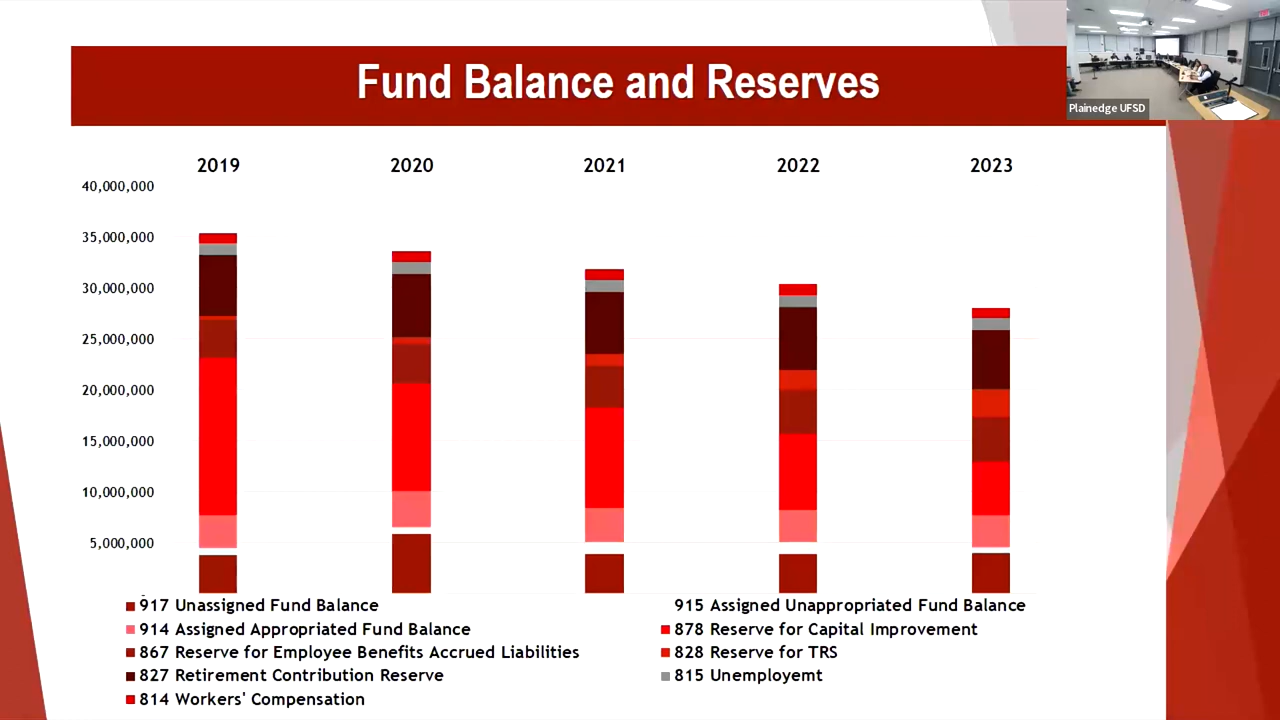 Fund Balance and Reserves
Plainedge UFSD
2019 2020 2021 2022 2023
40,000,000
35,000,000
30,000,000
25,000,000
20,000,000
15,000,000
10,000,000
5,000,000
-
917 Unassigned Fund Balance
915 Assigned Unappropriated Fund Balance
914 Assigned Appropriated Fund Balance
878 Reserve for Capital Improvement
867 Reserve for Employee Benefits Accrued Liabilities
828 Reserve for TRS
827 Retirement Contribution Reserve
815 Unemployemt
814 Workers' Compensation